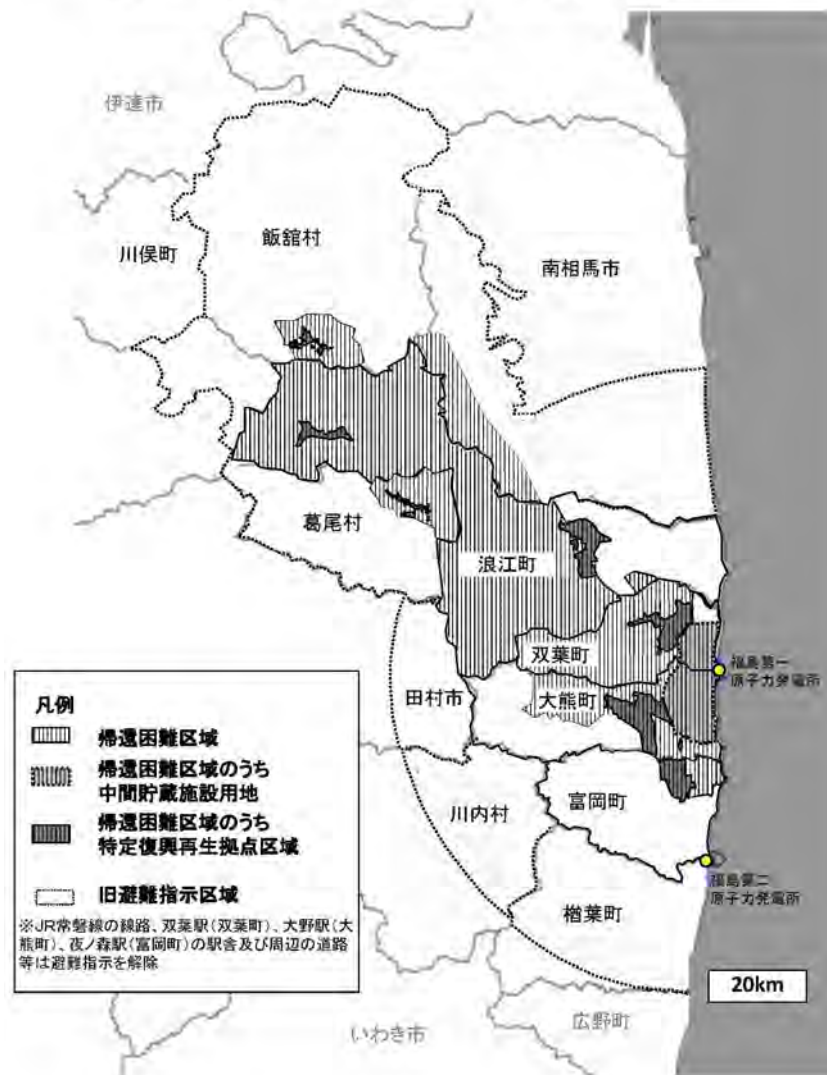 伊達市
飯舘村
川俣町
南相馬市
葛尾村
浪江町
双葉町
福島第一
原子力発電所
大熊町
田村市
凡例
帰還困難区域
帰還困難区域のうち
中間貯蔵施設用地
帰還困難区域のうち
特定復興再生拠点区域
旧避難指示区域
※JR常磐線の線路、双葉駅(双葉町)、大野駅(大
熊町)、夜ノ森駅(富岡町)の駅舎及び周辺の道路
等は避難指示を解除
川内村
富岡町
福島第二
原子力発電所
楢葉町
20km
いわき市
広野町